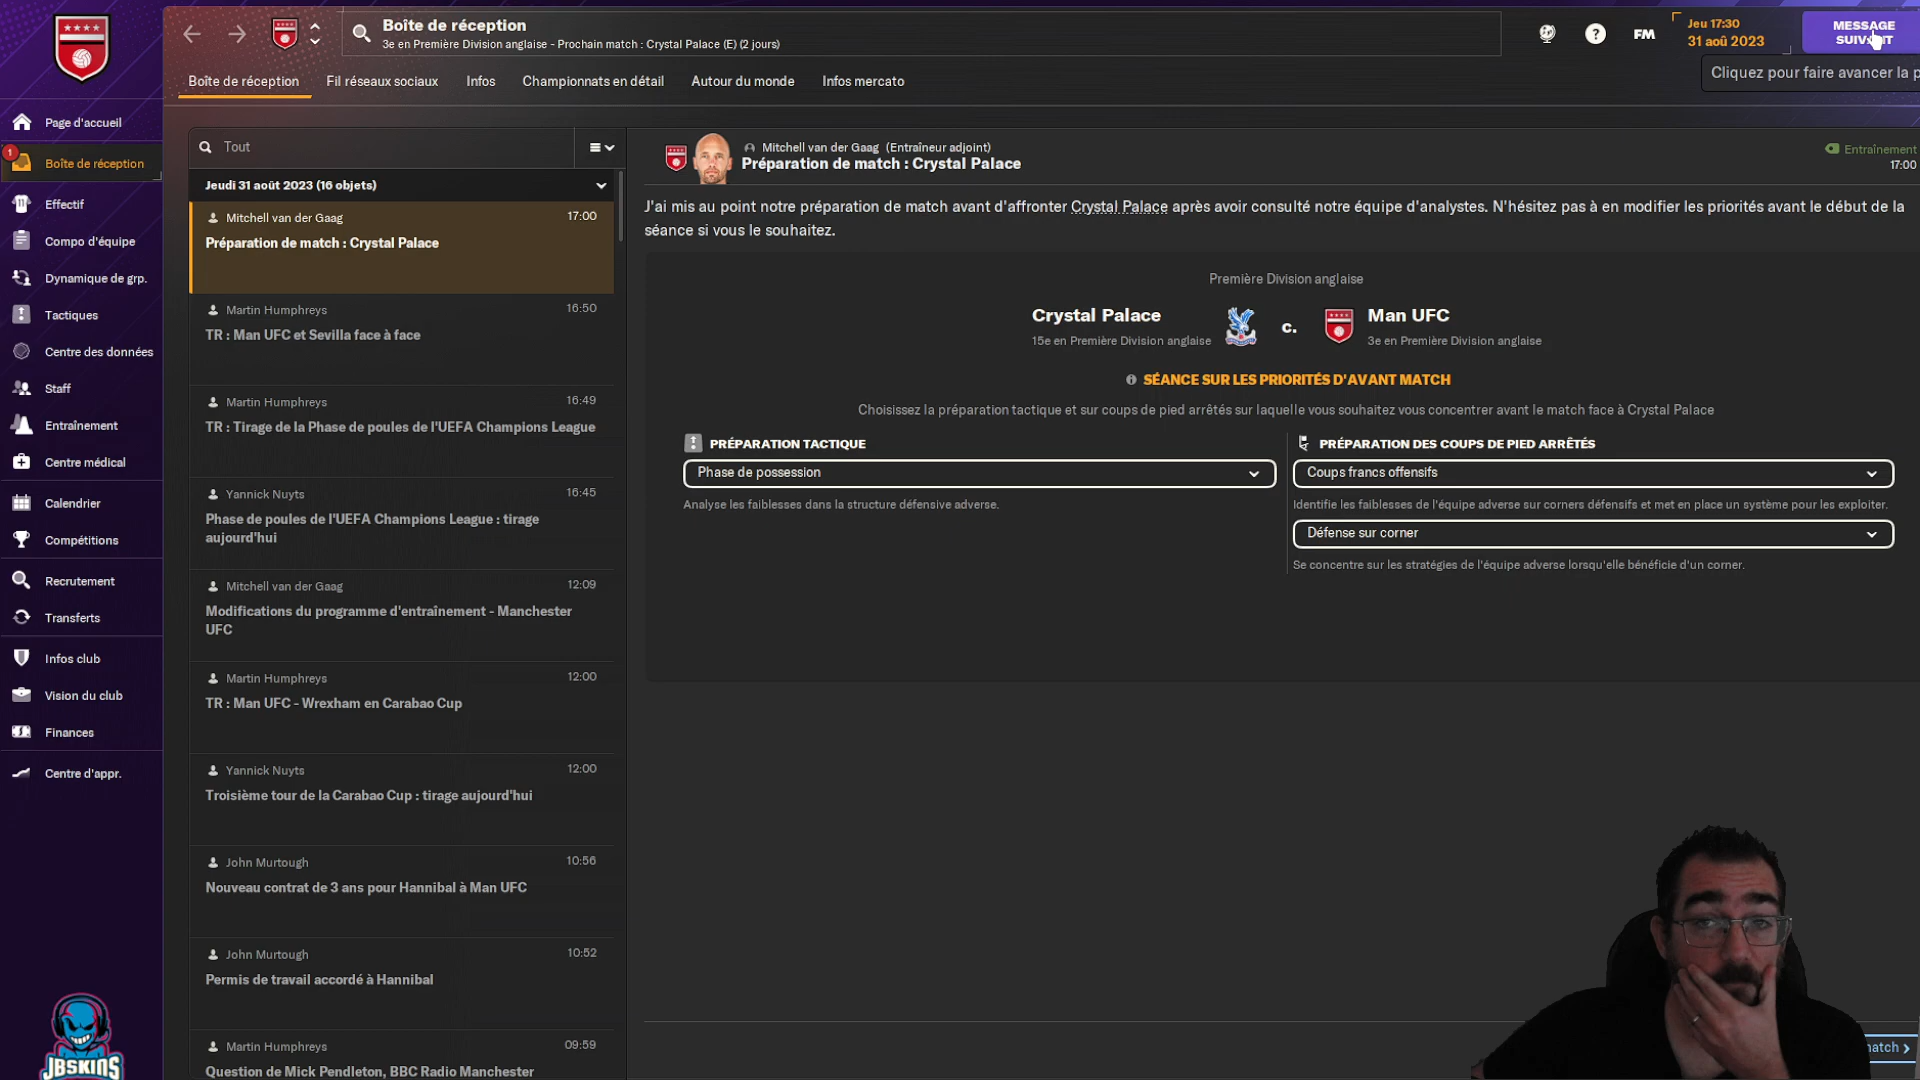 Boîte de réception
3e en Première Division anglaise - Prochain match : Crystal Palace (E) (2 jours)
FM
Jeu 17:30
31 aoû 2023
MESSAGE
SUIVANT
Cliquez pour faire avancer la p
Boîte de réception
Fil réseaux sociaux
Infos
Championnats en détail
Autour du monde
Infos mercato
Page d'accueil
1
Boîte de réception
Effectif
Compo d'équipe
Dynamique de grp.
Tactiques
Centre des données
Staff
Entraînement
Centre médical
Calendrier
Compétitions
Recrutement
Transferts
Infos club
Vision du club
Finances
Centre d'appr.
JBSKINS
Tout
Jeudi 31 août 2023 (16 objets)
Mitchell van der Gaag 17:00
Préparation de match : Crystal Palace
Martin Humphreys 16:50
TR : Man UFC et Sevilla face à face
Martin Humphreys 16:49
TR : Tirage de la Phase de poules de l'UEFA Champions League
Yannick Nuyts 16:45
Phase de poules de l'UEFA Champions League : tirage
aujourd'hui
Mitchell van der Gaag 12:09
Modifications du programme d'entraînement - Manchester
UFC
Martin Humphreys 12:00
TR : Man UFC - Wrexham en Carabao Cup
Yannick Nuyts 12:00
Troisième tour de la Carabao Cup : tirage aujourd'hui
John Murtough 10:56
Nouveau contrat de 3 ans pour Hannibal à Man UFC
John Murtough 10:52
Permis de travail accordé à Hannibal
Martin Humphreys 09:59
Question de Mick Pendleton, BBC Radio Manchester
Mitchell van der Gaag (Entraîneur adjoint)
Préparation de match : Crystal Palace
Entraînement
17:00
J'ai mis au point notre préparation de match avant d'affronter Crystal Palace après avoir consulté notre équipe d'analystes. N'hésitez pas à en modifier les priorités avant le début de la
séance si vous le souhaitez.
Première Division anglaise
Crystal Palace
15e en Première Division anglaise
c.
Man UFC
3e en Première Division anglaise
SÉANCE SUR LES PRIORITÉS D'AVANT MATCH
Choisissez la préparation tactique et sur coups de pied arrêtés sur laquelle vous souhaitez vous concentrer avant le match face à Crystal Palace
PRÉPARATION TACTIQUE
Phase de possession
Analyse les faiblesses dans la structure défensive adverse.
PRÉPARATION DES COUPS DE PIED ARRÊTÉS
Coups francs offensifs
Identifie les faiblesses de l'équipe adverse sur corners défensifs et met en place un système pour les exploiter.
Défense sur corner
Se concentre sur les stratégies de l'équipe adverse lorsqu'elle bénéficie d'un corner.
match